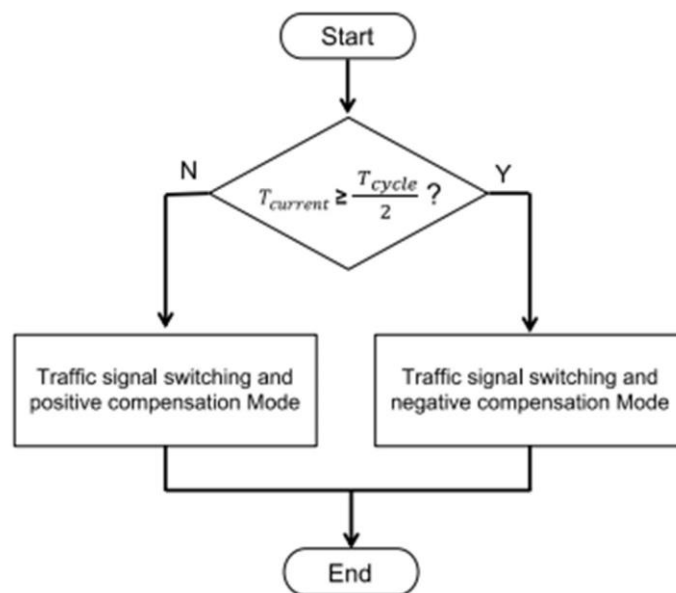 Start
N
Y
T_current ≥ T_cycle/2 ?
Traffic signal switching and
positive compensation Mode
Traffic signal switching and
negative compensation Mode
End